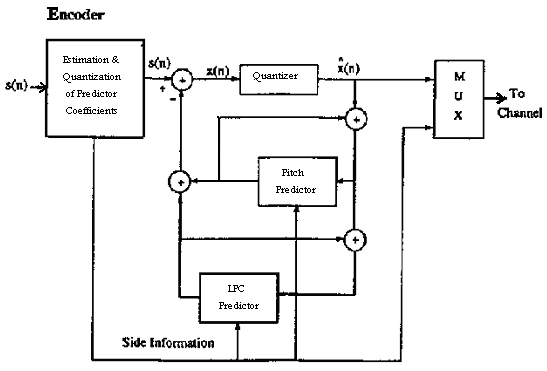 Encoder
Estimation &
Quantization
of Predictor
Coefficients
s(n)
s(n)
+
+
−
z(n)
Quantizer
x̂(n)
M
U
X
To
Channel
+
+
Pitch
Predictor
+
LPC
Predictor
Side Information